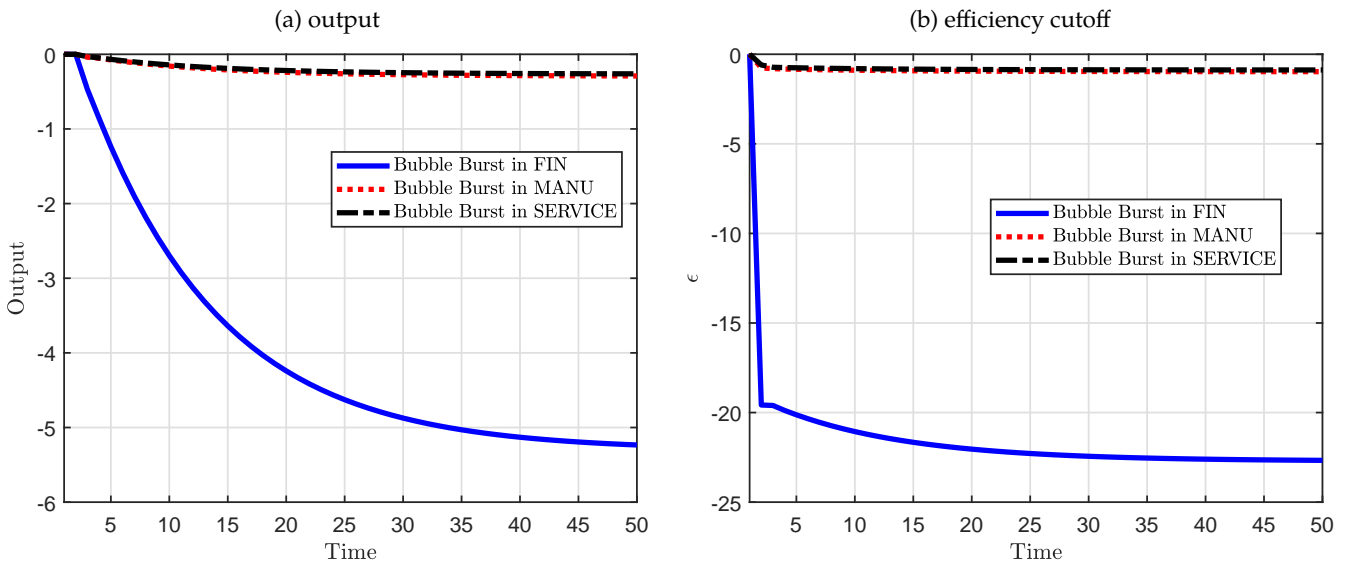 (a) output
0
-1
-2
-3
-4
-5
-6
Output
5 10 15 20 25 30 35 40 45 50
Time
Bubble Burst in FIN
Bubble Burst in MANU
Bubble Burst in SERVICE
(b) efficiency cutoff
0
-5
-10
-15
-20
-25
ϵ
5 10 15 20 25 30 35 40 45 50
Time
Bubble Burst in FIN
Bubble Burst in MANU
Bubble Burst in SERVICE